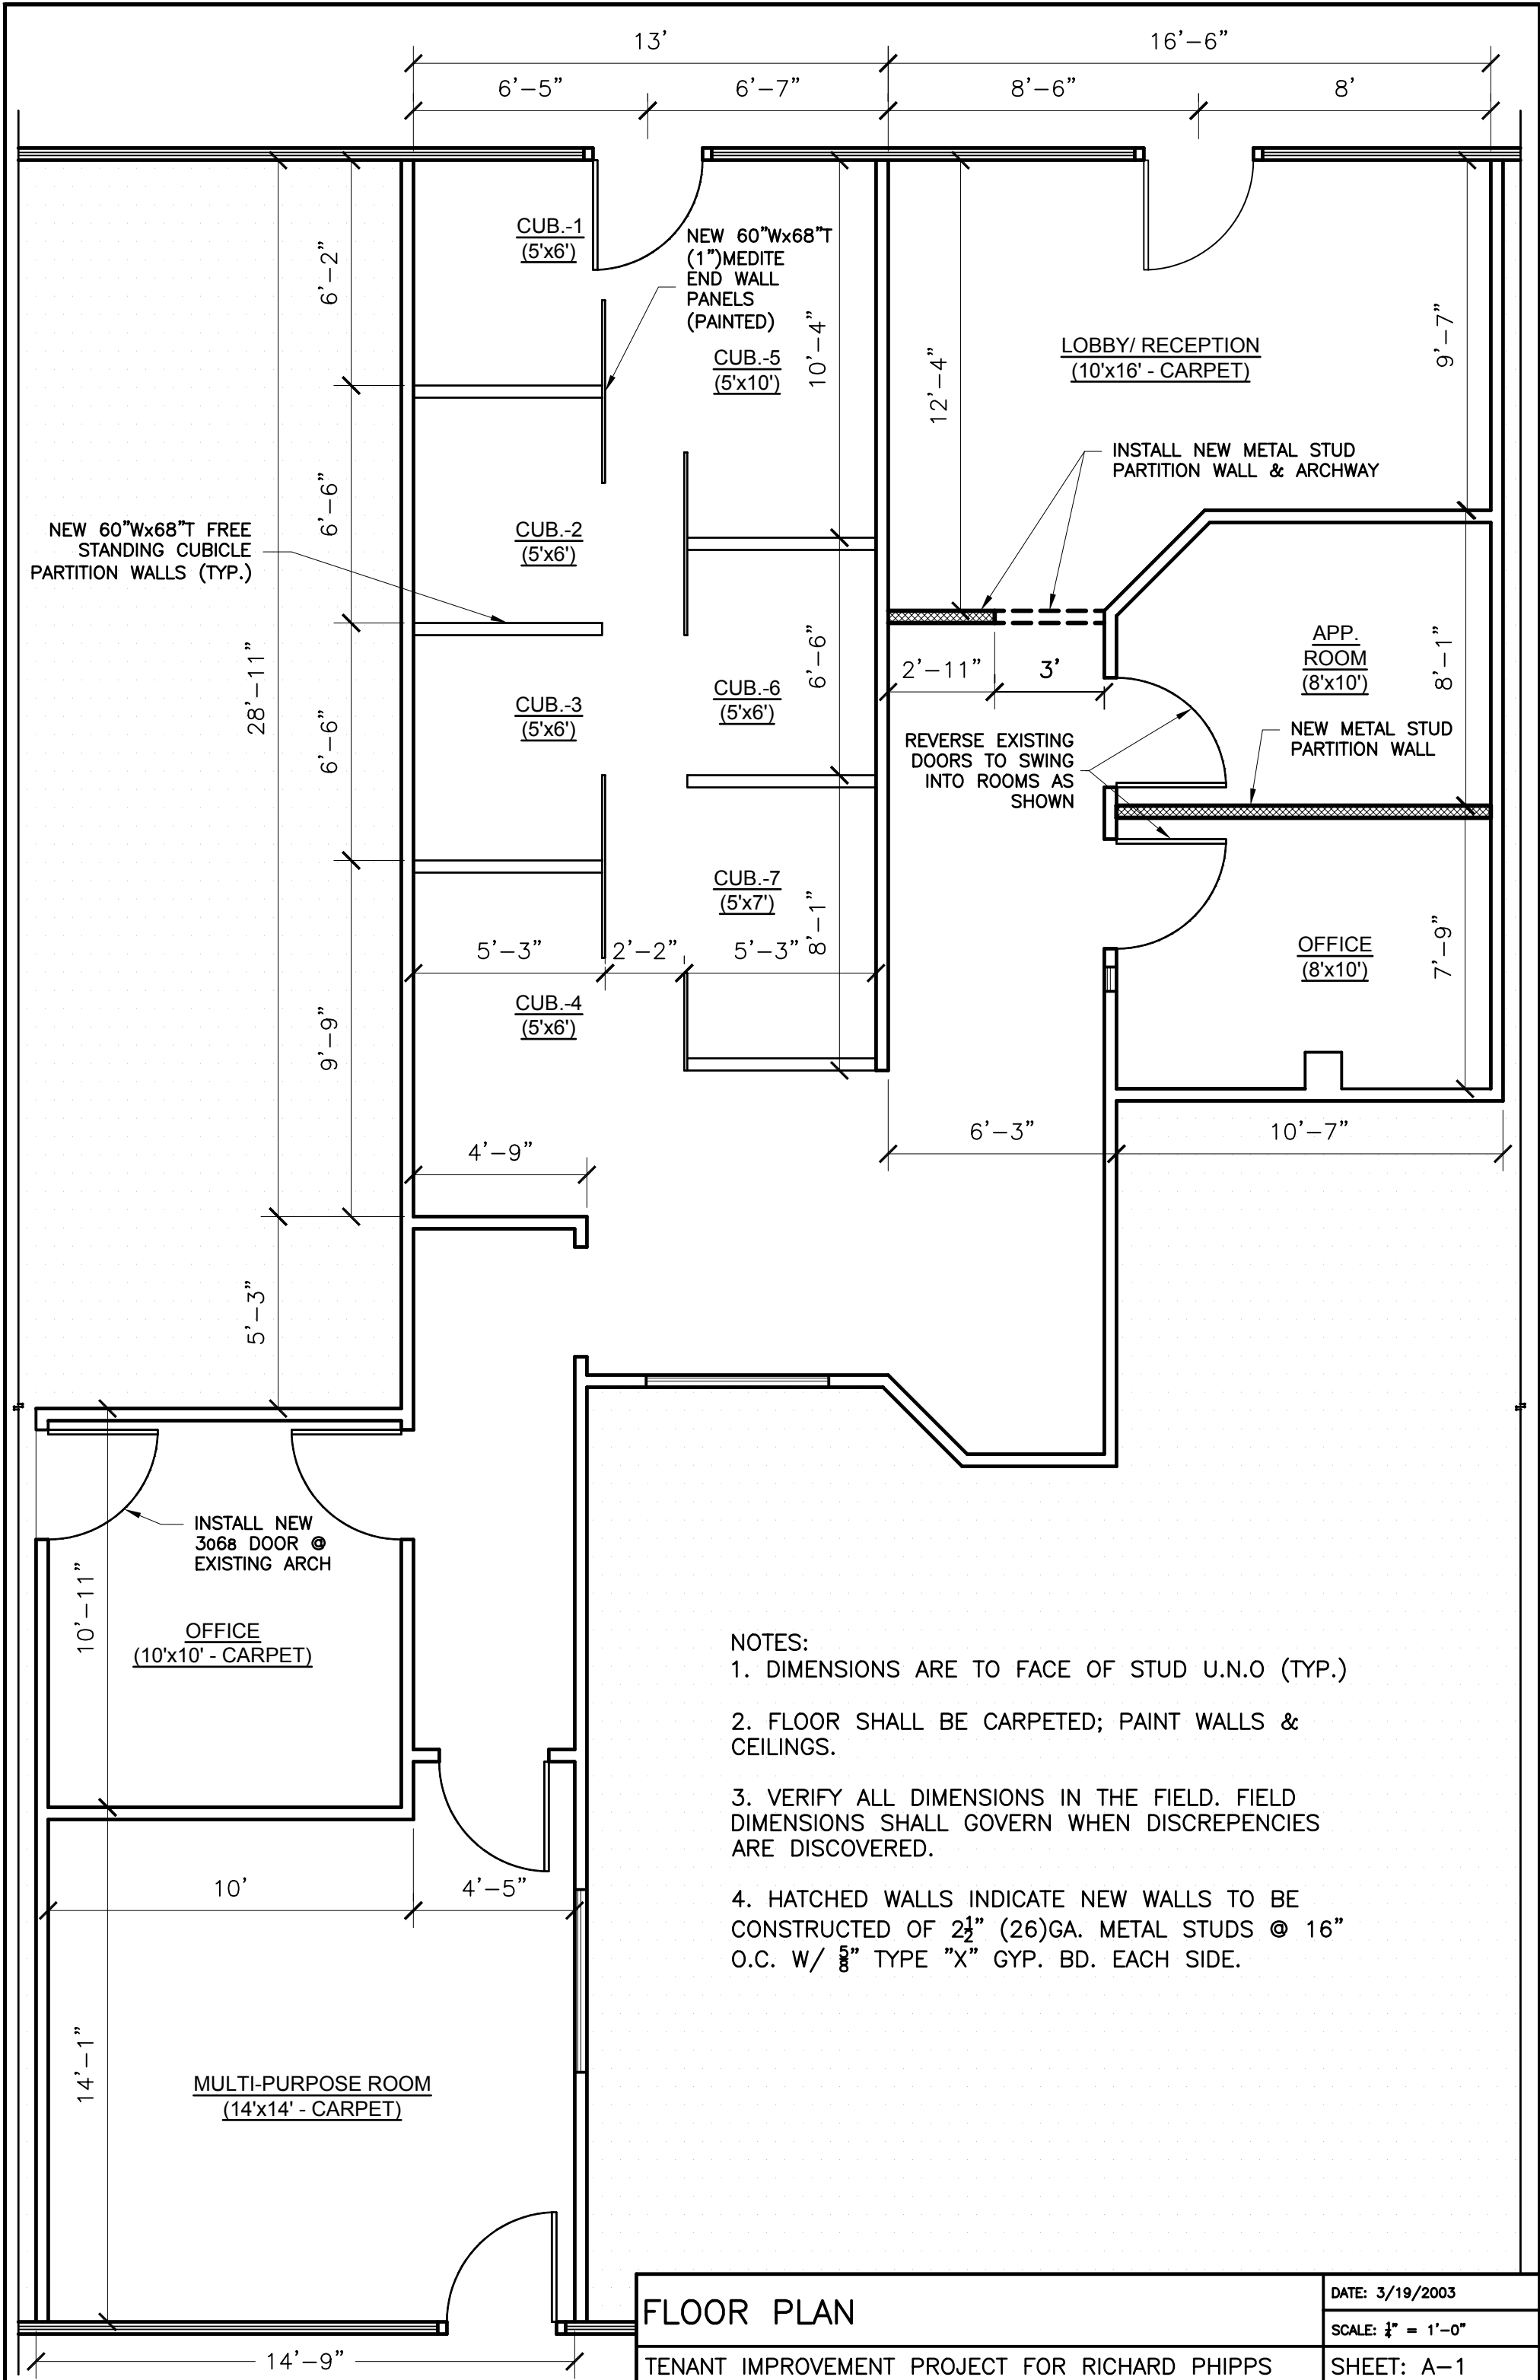 13'
16'-6"
6'-5"
6'-7"
8'-6"
8'
CUB.-1
(5'x6')
NEW 60"Wx68"T
(1")MEDITE
END WALL
PANELS
(PAINTED)
6'-2"
10'-4"
CUB.-5
(5'x10')
12'-4"
LOBBY/ RECEPTION
(10'x16' - CARPET)
9'-7"
INSTALL NEW METAL STUD
PARTITION WALL & ARCHWAY
NEW 60"Wx68"T FREE
STANDING CUBICLE
PARTITION WALLS (TYP.)
6'-6"
CUB.-2
(5'x6')
28'-11"
6'-6"
CUB.-3
(5'x6')
6'-6"
CUB.-6
(5'x6')
2'-11"
3'
APP.
ROOM
(8'x10')
8'-1"
REVERSE EXISTING
DOORS TO SWING
INTO ROOMS AS
SHOWN
NEW METAL STUD
PARTITION WALL
CUB.-7
(5'x7')
8'-1"
5'-3"
2'-2"
5'-3"
OFFICE
(8'x10')
7'-9"
CUB.-4
(5'x6')
9'-9"
4'-9"
6'-3"
10'-7"
5'-3"
INSTALL NEW
3068 DOOR @
EXISTING ARCH
10'-11"
OFFICE
(10'x10' - CARPET)
10'
4'-5"
14'-1"
MULTI-PURPOSE ROOM
(14'x14' - CARPET)
14'-9"
NOTES:
1. DIMENSIONS ARE TO FACE OF STUD U.N.O (TYP.)
2. FLOOR SHALL BE CARPETED; PAINT WALLS &
CEILINGS.
3. VERIFY ALL DIMENSIONS IN THE FIELD. FIELD
DIMENSIONS SHALL GOVERN WHEN DISCREPENCIES
ARE DISCOVERED.
4. HATCHED WALLS INDICATE NEW WALLS TO BE
CONSTRUCTED OF 2½" (26)GA. METAL STUDS @ 16"
O.C. W/ ⅝" TYPE "X" GYP. BD. EACH SIDE.
FLOOR PLAN
DATE: 3/19/2003
SCALE: ¼" = 1'-0"
TENANT IMPROVEMENT PROJECT FOR RICHARD PHIPPS
SHEET: A-1